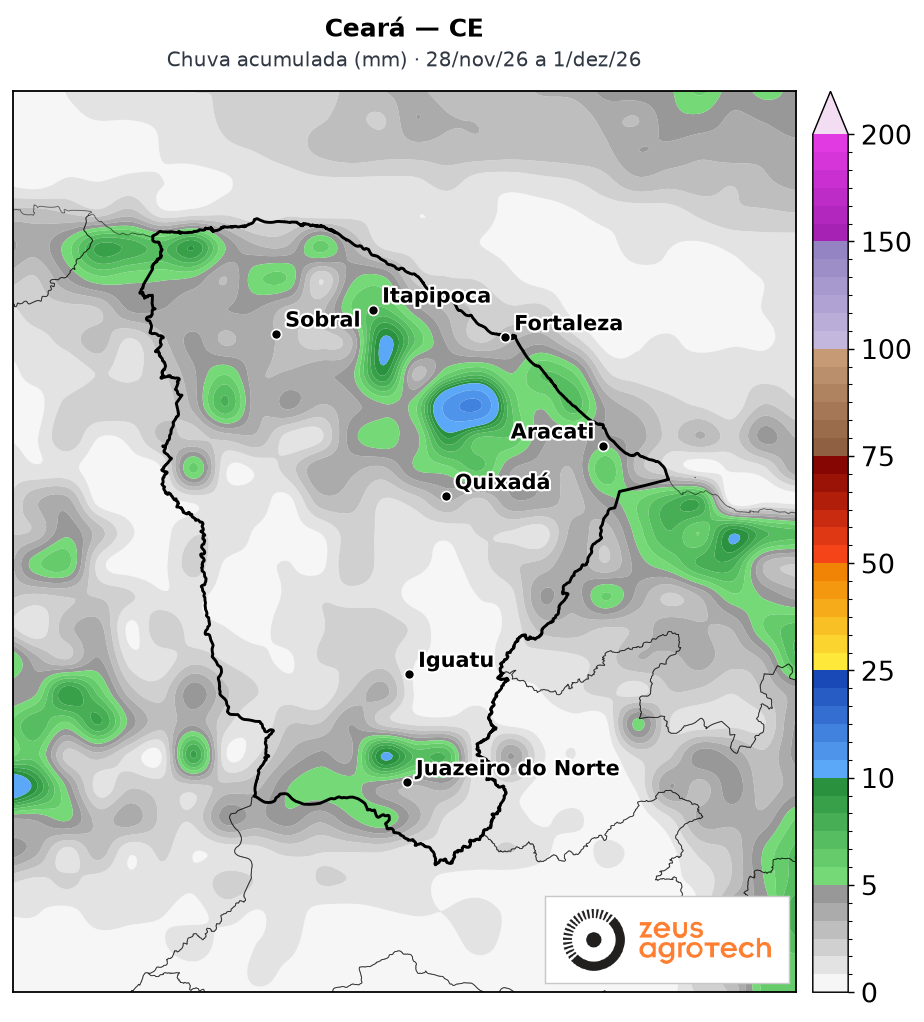 Ceará — CE
Chuva acumulada (mm) · 28/nov/26 a 1/dez/26
200
150
100
75
50
25
10
5
0
Itapipoca
Sobral
Fortaleza
Aracati
Quixadá
Iguatu
Juazeiro do Norte
zeus
agrotech